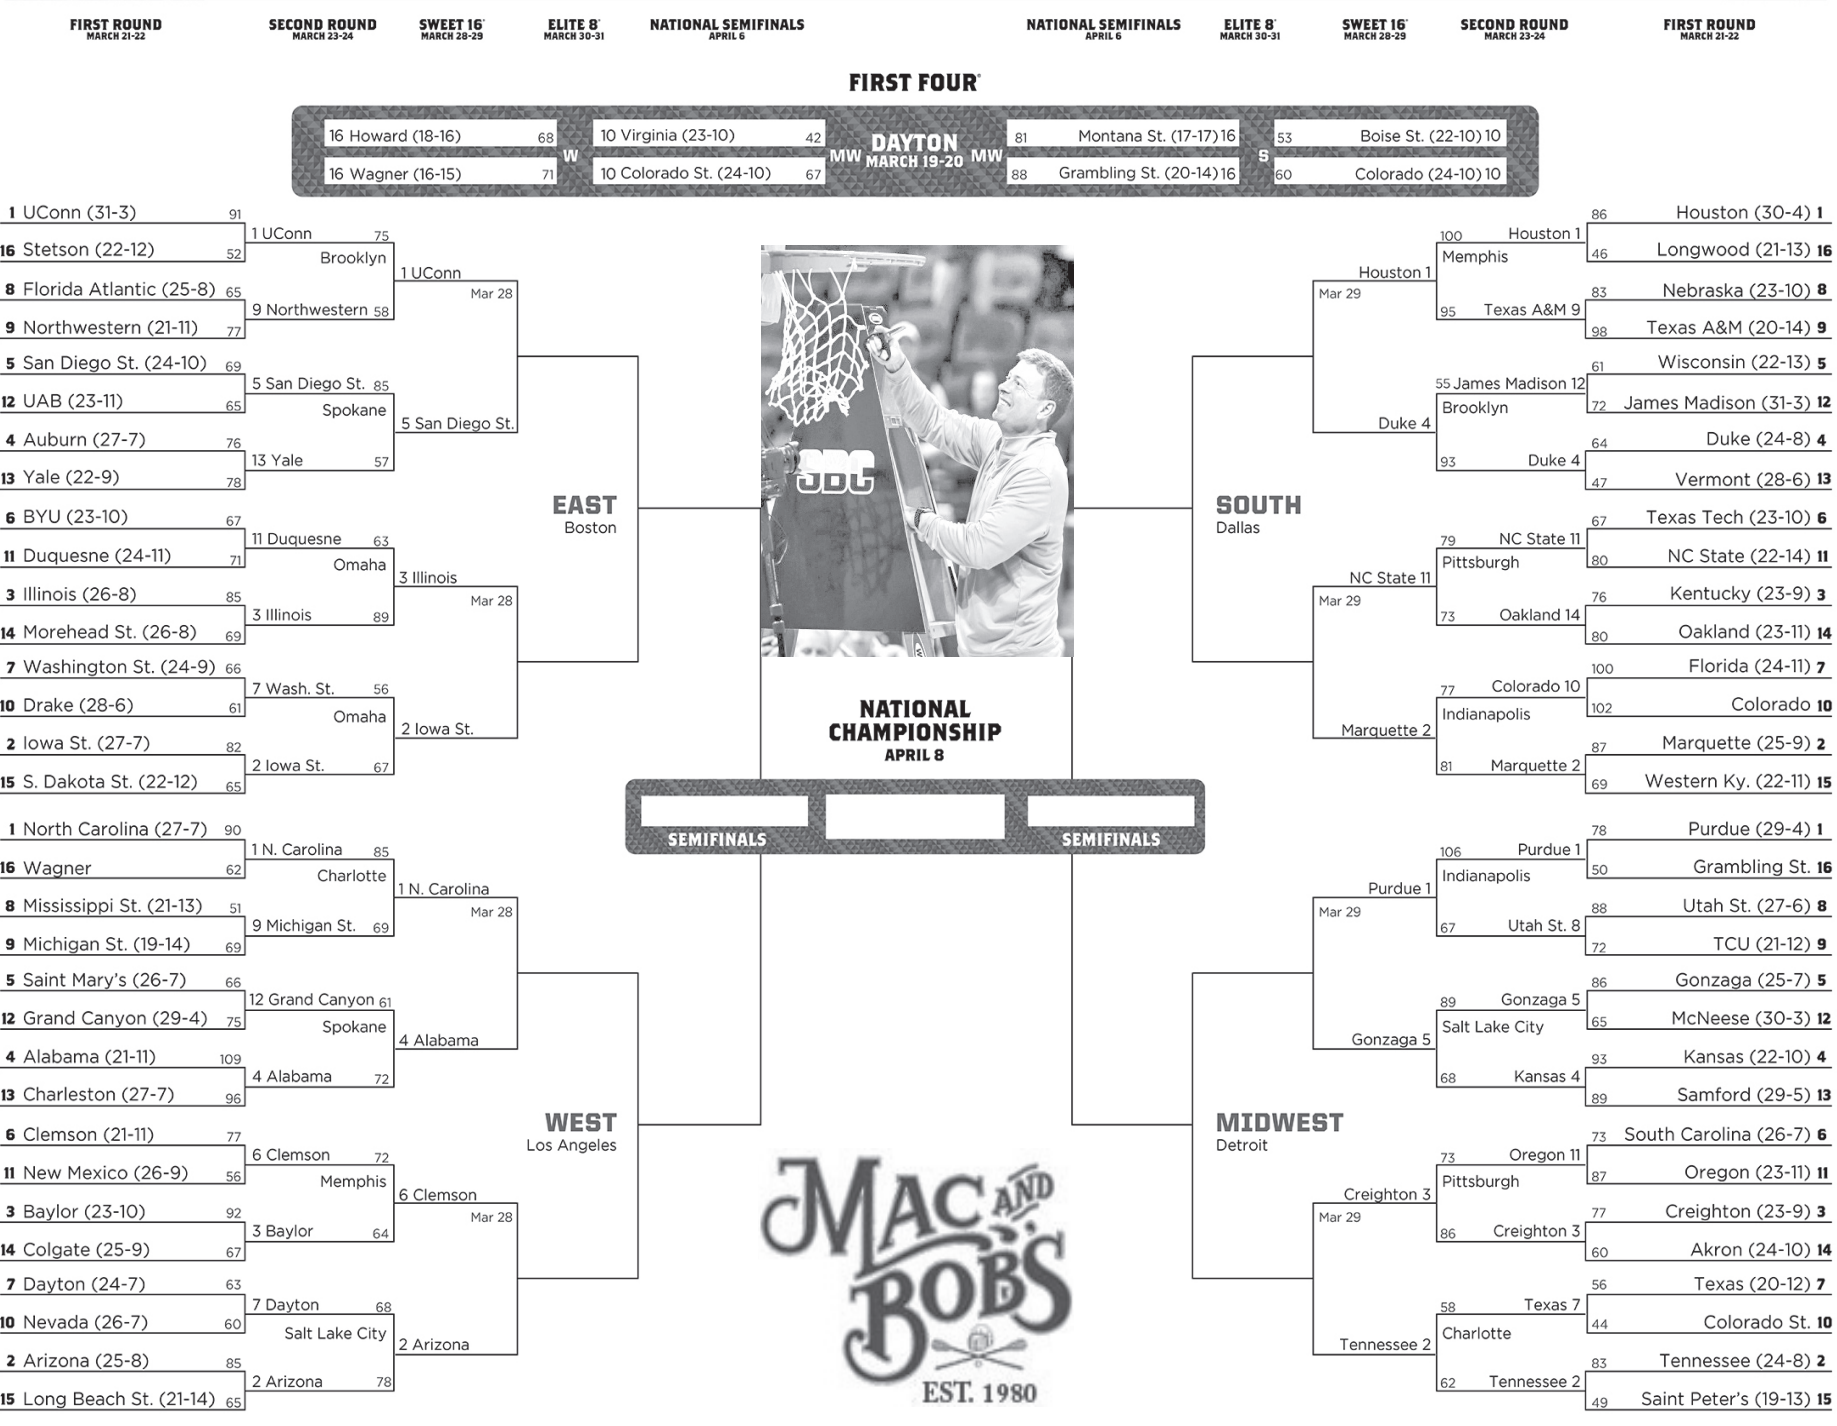 FIRST ROUND
MARCH 21-22
SECOND ROUND
MARCH 23-24
SWEET 16®
MARCH 28-29
ELITE 8®
MARCH 30-31
NATIONAL SEMIFINALS
APRIL 6
NATIONAL SEMIFINALS
APRIL 6
ELITE 8®
MARCH 30-31
SWEET 16®
MARCH 28-29
SECOND ROUND
MARCH 23-24
FIRST ROUND
MARCH 21-22
FIRST FOUR®
16 Howard (18-16) 68
16 Wagner (16-15) 71
W
10 Virginia (23-10) 42
10 Colorado St. (24-10) 67
MW
DAYTON
MARCH 19-20
MW
81 Montana St. (17-17) 16
88 Grambling St. (20-14) 16
S
53 Boise St. (22-10) 10
60 Colorado (24-10) 10
1 UConn (31-3) 91
16 Stetson (22-12) 52
8 Florida Atlantic (25-8) 65
9 Northwestern (21-11) 77
5 San Diego St. (24-10) 69
12 UAB (23-11) 65
4 Auburn (27-7) 76
13 Yale (22-9) 78
6 BYU (23-10) 67
11 Duquesne (24-11) 71
3 Illinois (26-8) 85
14 Morehead St. (26-8) 69
7 Washington St. (24-9) 66
10 Drake (28-6) 61
2 Iowa St. (27-7) 82
15 S. Dakota St. (22-12) 65
1 UConn 75
Brooklyn
9 Northwestern 58
5 San Diego St. 85
Spokane
13 Yale 57
11 Duquesne 63
Omaha
3 Illinois 89
7 Wash. St. 56
Omaha
2 Iowa St. 67
1 UConn
Mar 28
5 San Diego St.
3 Illinois
Mar 28
2 Iowa St.
EAST
Boston
1 North Carolina (27-7) 90
16 Wagner 62
8 Mississippi St. (21-13) 51
9 Michigan St. (19-14) 69
5 Saint Mary's (26-7) 66
12 Grand Canyon (29-4) 75
4 Alabama (21-11) 109
13 Charleston (27-7) 96
6 Clemson (21-11) 77
11 New Mexico (26-9) 56
3 Baylor (23-10) 92
14 Colgate (25-9) 67
7 Dayton (24-7) 63
10 Nevada (26-7) 60
2 Arizona (25-8) 85
15 Long Beach St. (21-14) 65
1 N. Carolina 85
Charlotte
9 Michigan St. 69
12 Grand Canyon 61
Spokane
4 Alabama 72
6 Clemson 72
Memphis
3 Baylor 64
7 Dayton 68
Salt Lake City
2 Arizona 78
1 N. Carolina
Mar 28
4 Alabama
6 Clemson
Mar 28
2 Arizona
WEST
Los Angeles
SBC
NATIONAL
CHAMPIONSHIP
APRIL 8
SEMIFINALS
SEMIFINALS
MAC AND
BOB'S
EST. 1980
SOUTH
Dallas
Houston 1
Mar 29
Duke 4
NC State 11
Mar 29
Marquette 2
100 Houston 1
Memphis
95 Texas A&M 9
55 James Madison 12
Brooklyn
93 Duke 4
79 NC State 11
Pittsburgh
73 Oakland 14
77 Colorado 10
Indianapolis
81 Marquette 2
86 Houston (30-4) 1
46 Longwood (21-13) 16
83 Nebraska (23-10) 8
98 Texas A&M (20-14) 9
61 Wisconsin (22-13) 5
72 James Madison (31-3) 12
64 Duke (24-8) 4
47 Vermont (28-6) 13
67 Texas Tech (23-10) 6
80 NC State (22-14) 11
76 Kentucky (23-9) 3
80 Oakland (23-11) 14
100 Florida (24-11) 7
102 Colorado 10
87 Marquette (25-9) 2
69 Western Ky. (22-11) 15
MIDWEST
Detroit
Purdue 1
Mar 29
Gonzaga 5
Creighton 3
Mar 29
Tennessee 2
106 Purdue 1
Indianapolis
67 Utah St. 8
89 Gonzaga 5
Salt Lake City
68 Kansas 4
73 Oregon 11
Pittsburgh
86 Creighton 3
58 Texas 7
Charlotte
62 Tennessee 2
78 Purdue (29-4) 1
50 Grambling St. 16
88 Utah St. (27-6) 8
72 TCU (21-12) 9
86 Gonzaga (25-7) 5
65 McNeese (30-3) 12
93 Kansas (22-10) 4
89 Samford (29-5) 13
73 South Carolina (26-7) 6
87 Oregon (23-11) 11
77 Creighton (23-9) 3
60 Akron (24-10) 14
56 Texas (20-12) 7
44 Colorado St. 10
83 Tennessee (24-8) 2
49 Saint Peter's (19-13) 15